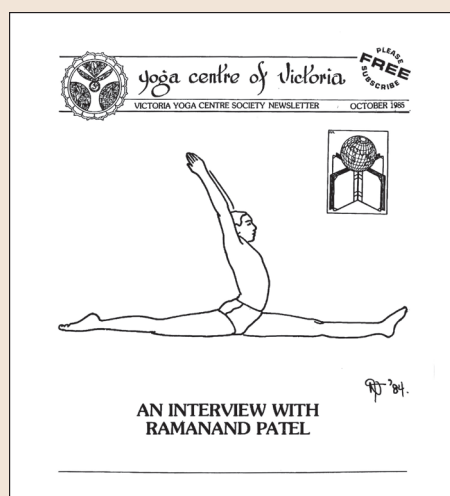 yoga centre of victoria
PLEASE
FREE
SUBSCRIBE
VICTORIA YOGA CENTRE SOCIETY NEWSLETTER OCTOBER 1985
'84.
AN INTERVIEW WITH
RAMANAND PATEL